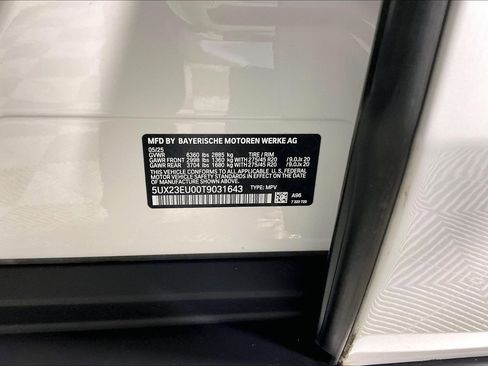 MFD BY BAYERISCHE MOTOREN WERKE AG
05/25
GVWR 6360 lbs 2885 kg TIRE / RIM
GAWR FRONT 2998 lbs 1360 kg WITH 275/45 R20 / 9.0Jx 20
GAWR REAR 3704 lbs 1680 kg WITH 275/45 R20 / 9.0Jx 20
THIS VEHICLE CONFORMS TO ALL APPLICABLE U.S. FEDERAL
MOTOR VEHICLE SAFETY STANDARDS IN EFFECT ON THE
DATE OF MANUFACTURE SHOWN ABOVE.
5UX23EU00T9031643 TYPE: MPV
A96